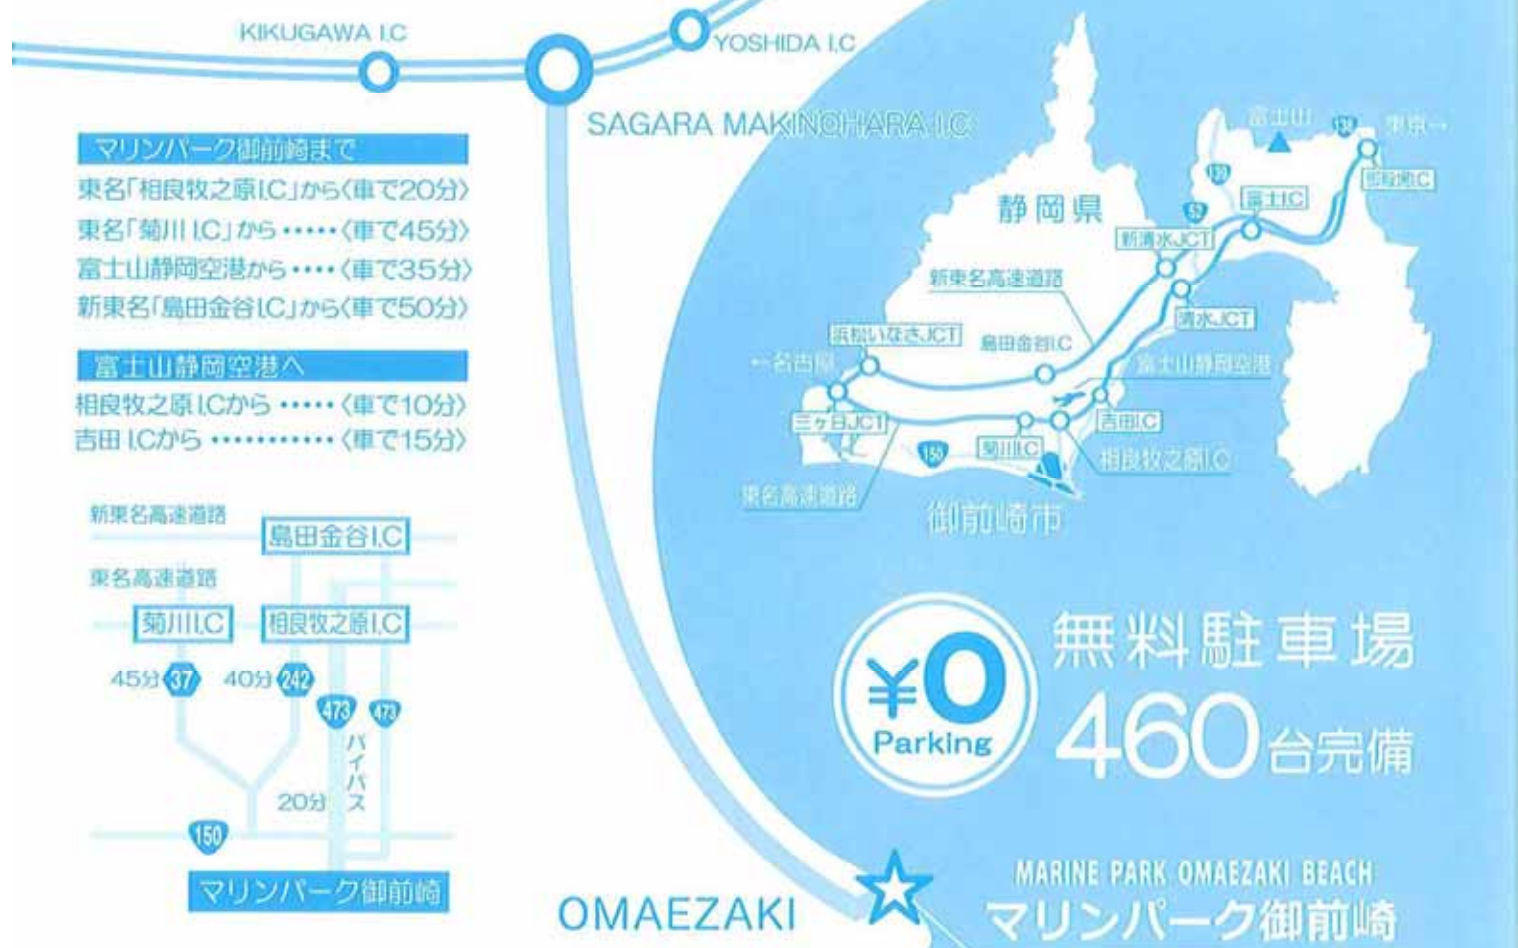 KIKUGAWA I.C
YOSHIDA I.C
SAGARA MAKINOHARA I.C
マリンパーク御前崎まで
東名「相良牧之原I.C」から〈車で20分〉
東名「菊川I.C」から・・・・・〈車で45分〉
富士山静岡空港から・・・・〈車で35分〉
新東名「島田金谷I.C」から〈車で50分〉
富士山静岡空港へ
相良牧之原I.Cから・・・・・〈車で10分〉
吉田I.Cから・・・・・・・・・・・〈車で15分〉
新東名高速道路
島田金谷I.C
東名高速道路
菊川I.C
相良牧之原I.C
45分
37
40分
242
473
473
バイパス
20分
150
マリンパーク御前崎
富士山
138
東京→
139
富士I.C
52
静岡県
新清水JCT
新東名高速道路
清水JCT
浜松いなさJCT
島田金谷I.C
←名古屋
富士山静岡空港
三ヶ日JCT
吉田I.C
150
菊川I.C
相良牧之原I.C
東名高速道路
御前崎市
¥0
Parking
無料駐車場
460台完備
OMAEZAKI
MARINE PARK OMAEZAKI BEACH
マリンパーク御前崎